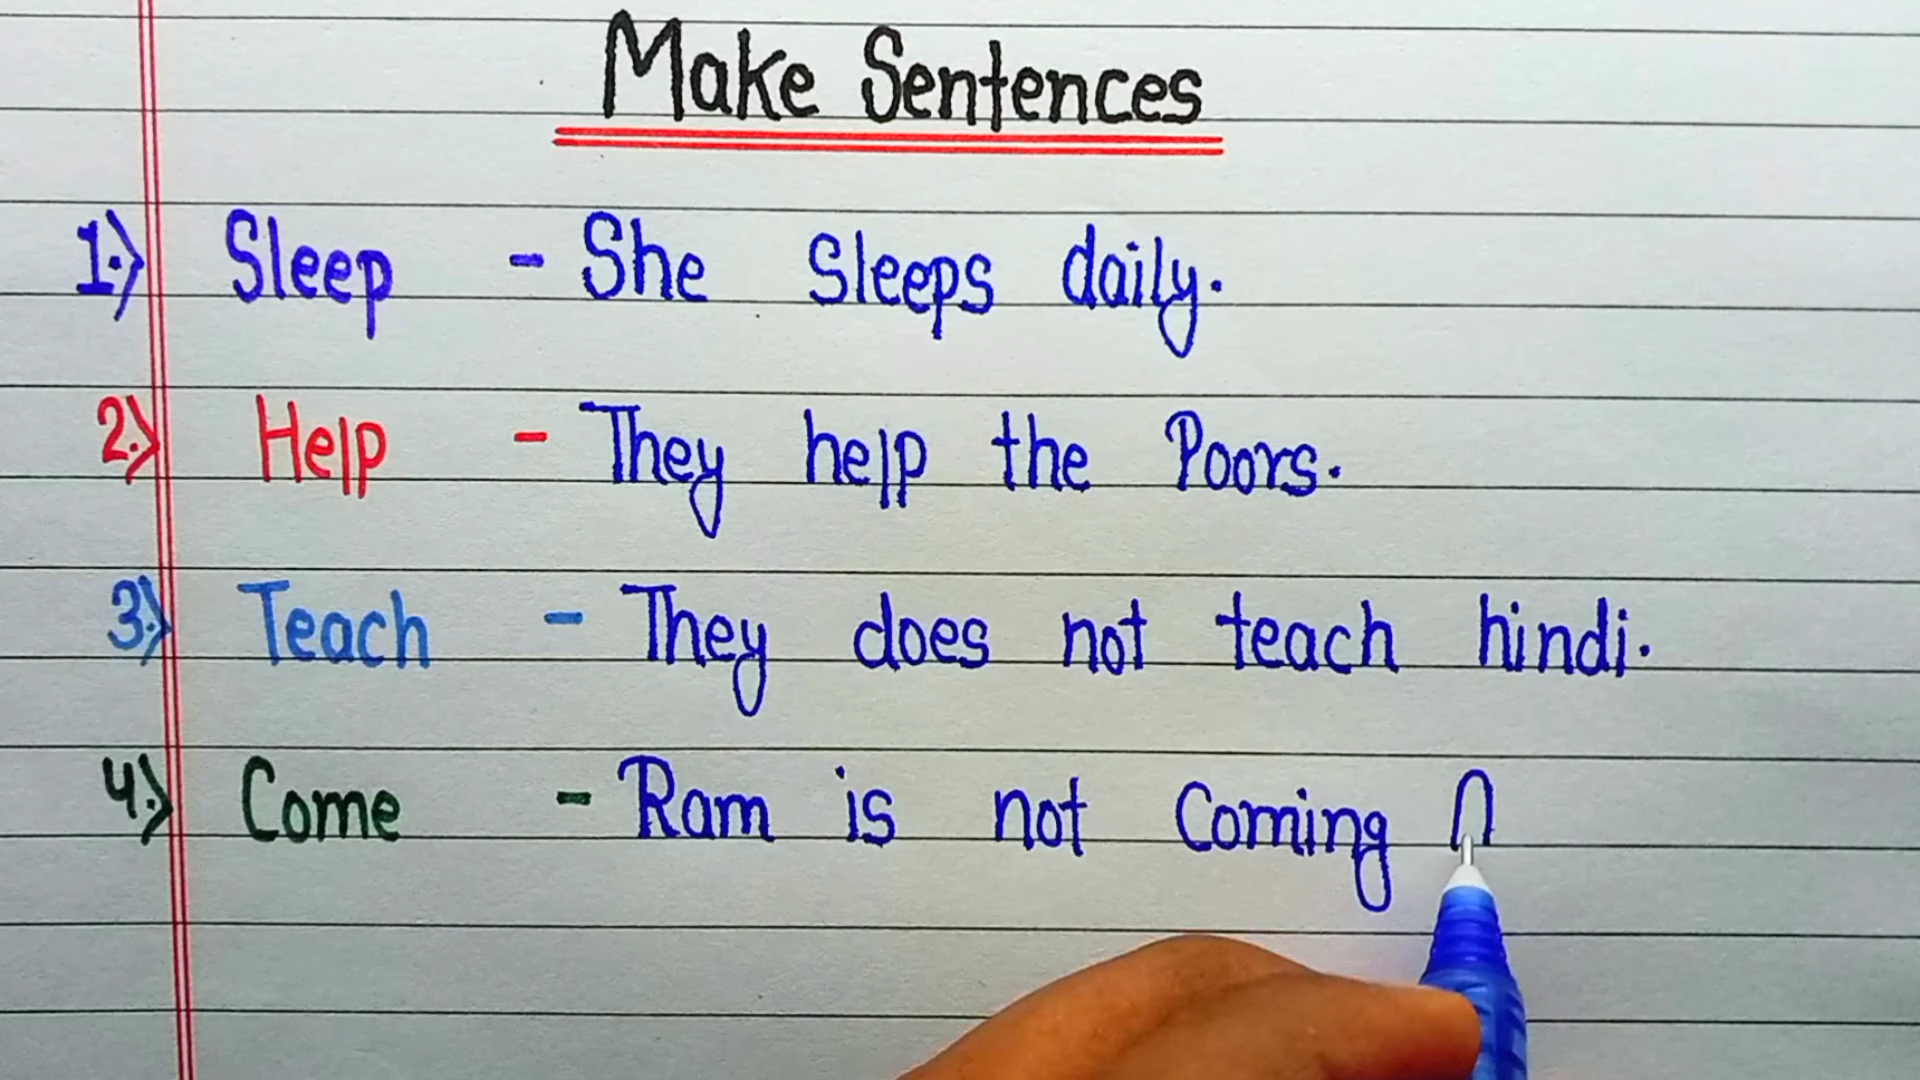 Make Sentences
1.) Sleep - She Sleeps daily.
2.) Help - They help the Poors.
3.) Teach - They does not teach hindi.
4.) Come - Ram is not Coming